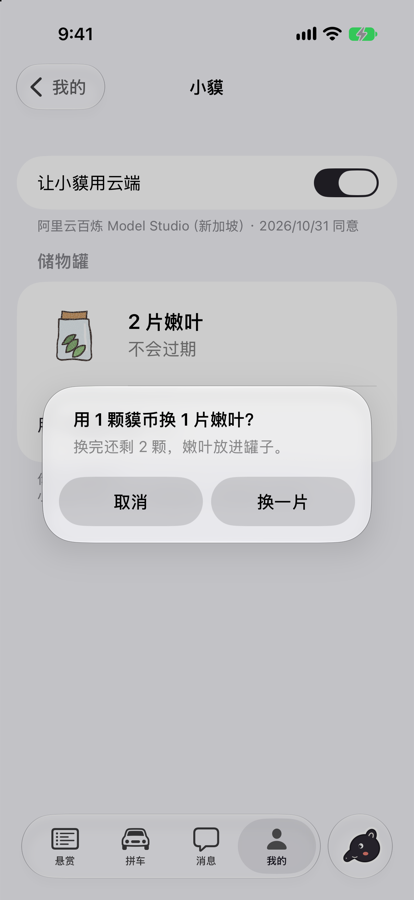 9:41
我的
小貘
让小貘用云端
阿里云百炼 Model Studio (新加坡) · 2026/10/31 同意
储物罐
2 片嫩叶
不会过期
用 1 颗貘币换 1 片嫩叶?
换完还剩 2 颗，嫩叶放进罐子。
取消
换一片
悬赏
拼车
消息
我的